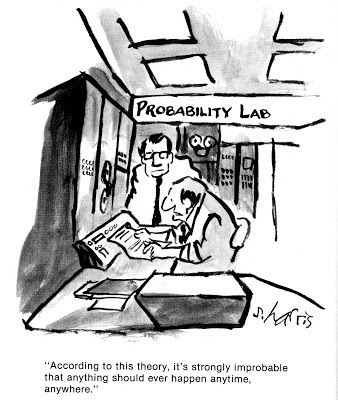 PROBABILITY LAB
S. HARRIS
"According to this theory, it's strongly improbable
that anything should ever happen anytime,
anywhere."